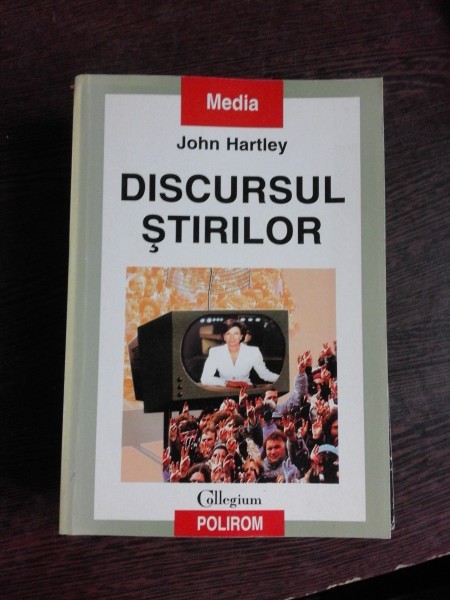 Media
John Hartley
DISCURSUL
ŞTIRILOR
Collegium
POLIROM